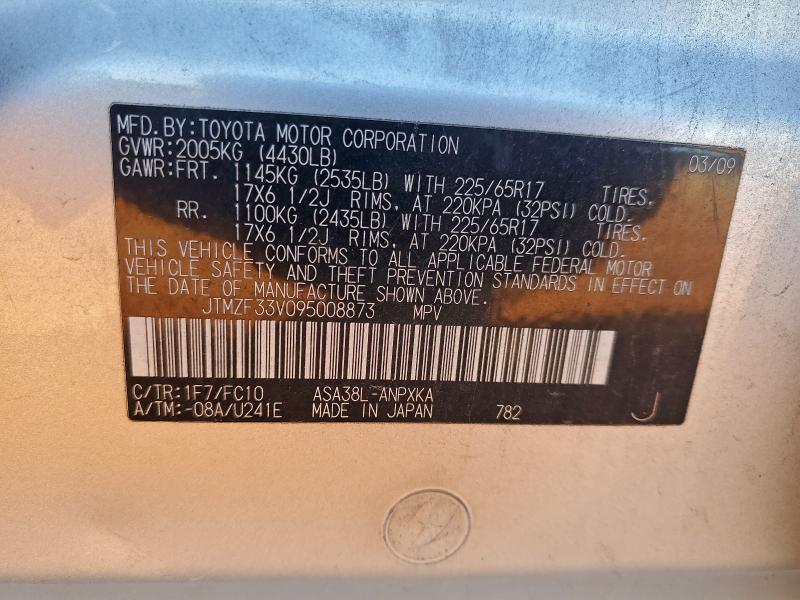 MFD.BY:TOYOTA MOTOR CORPORATION 03/09
GVWR:2005KG (4430LB)
GAWR:FRT. 1145KG (2535LB) WITH 225/65R17 TIRES,
17X6 1/2J RIMS, AT 220KPA (32PSI) COLD.
RR. 1100KG (2435LB) WITH 225/65R17 TIRES,
17X6 1/2J RIMS, AT 220KPA (32PSI) COLD.
THIS VEHICLE CONFORMS TO ALL APPLICABLE FEDERAL MOTOR
VEHICLE SAFETY AND THEFT PREVENTION STANDARDS IN EFFECT ON
THE DATE OF MANUFACTURE SHOWN ABOVE.
JTMZF33V095008873 MPV
C/TR:1F7/FC10 ASA38L-ANPXKA
A/TM:-08A/U241E MADE IN JAPAN 782 J